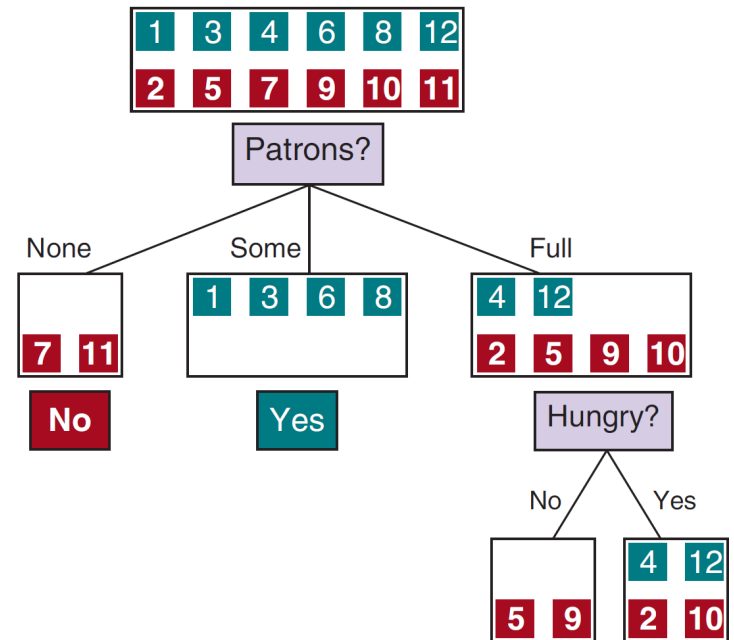 1 3 4 6 8 12
2 5 7 9 10 11
Patrons?
None Some Full
1 3 6 8 4 12
7 11 2 5 9 10
No Yes Hungry?
No Yes
4 12
5 9 2 10